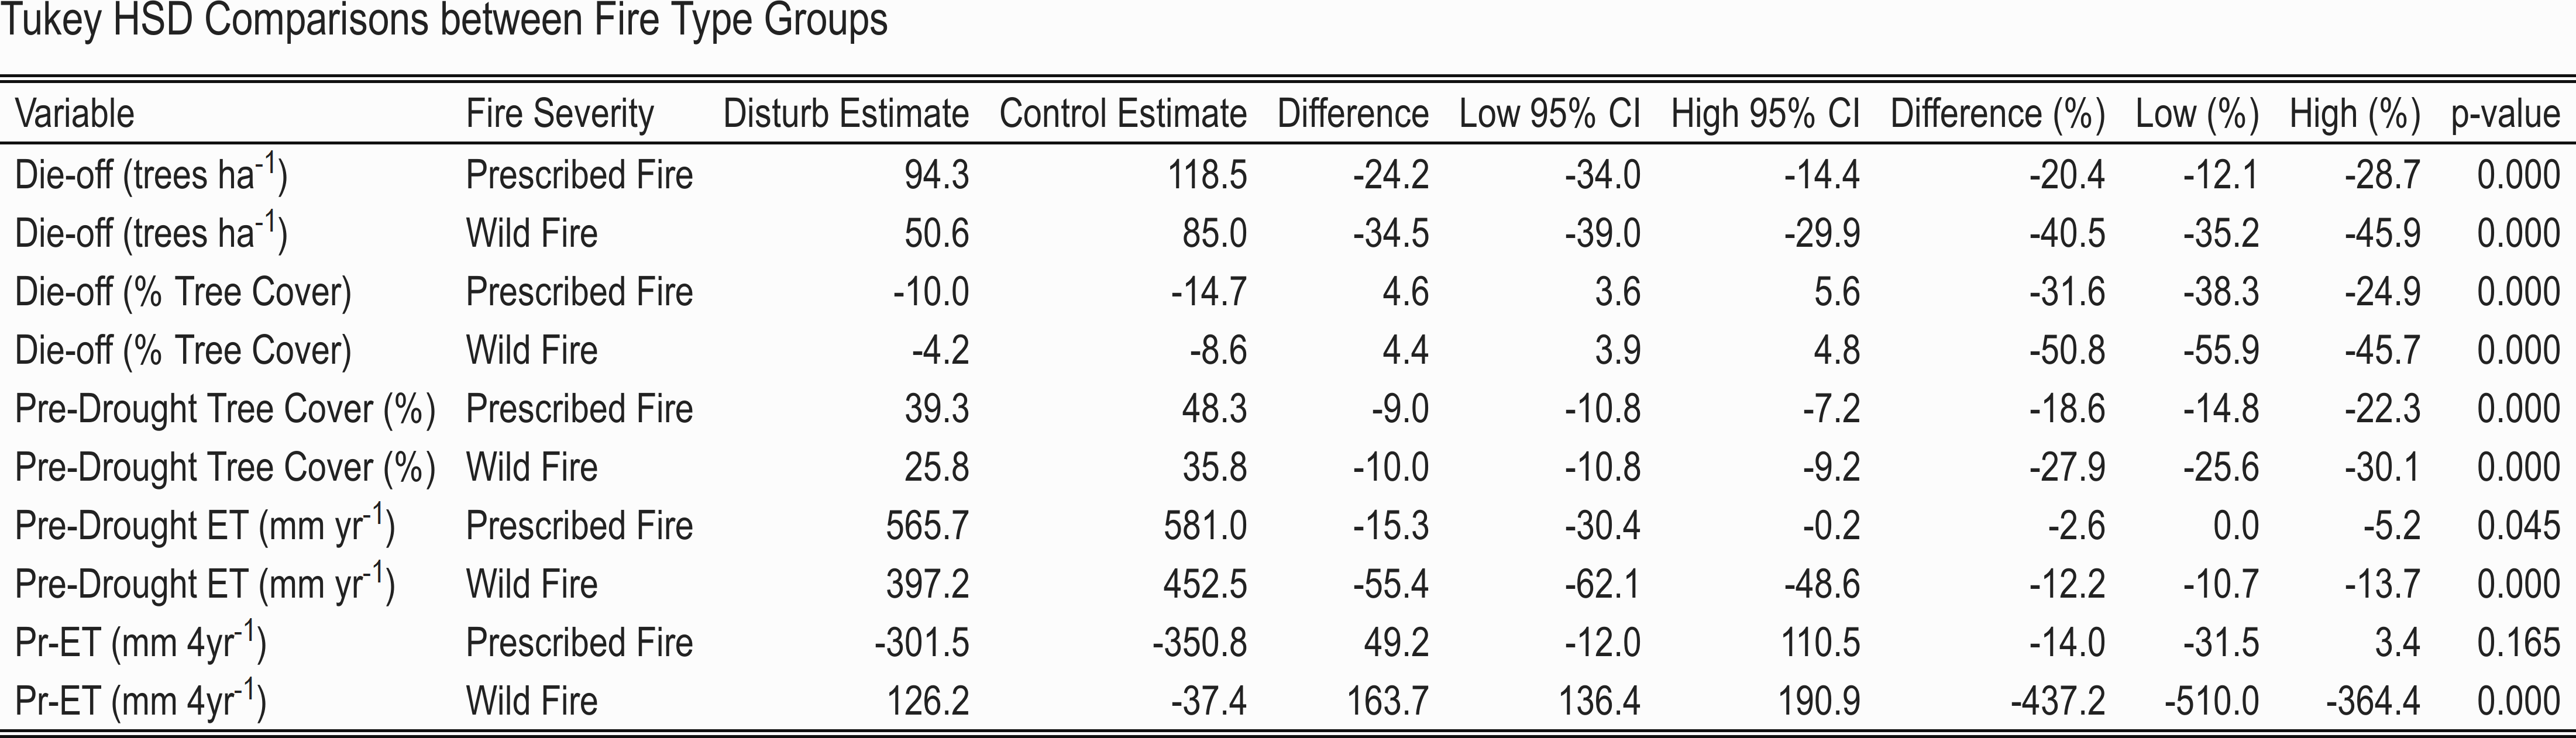 Tukey HSD Comparisons between Fire Type Groups
Variable Fire Severity Disturb Estimate Control Estimate Difference Low 95% CI High 95% CI Difference (%) Low (%) High (%) p-value
Die-off (trees ha⁻¹) Prescribed Fire 94.3 118.5 -24.2 -34.0 -14.4 -20.4 -12.1 -28.7 0.000
Die-off (trees ha⁻¹) Wild Fire 50.6 85.0 -34.5 -39.0 -29.9 -40.5 -35.2 -45.9 0.000
Die-off (% Tree Cover) Prescribed Fire -10.0 -14.7 4.6 3.6 5.6 -31.6 -38.3 -24.9 0.000
Die-off (% Tree Cover) Wild Fire -4.2 -8.6 4.4 3.9 4.8 -50.8 -55.9 -45.7 0.000
Pre-Drought Tree Cover (%) Prescribed Fire 39.3 48.3 -9.0 -10.8 -7.2 -18.6 -14.8 -22.3 0.000
Pre-Drought Tree Cover (%) Wild Fire 25.8 35.8 -10.0 -10.8 -9.2 -27.9 -25.6 -30.1 0.000
Pre-Drought ET (mm yr⁻¹) Prescribed Fire 565.7 581.0 -15.3 -30.4 -0.2 -2.6 0.0 -5.2 0.045
Pre-Drought ET (mm yr⁻¹) Wild Fire 397.2 452.5 -55.4 -62.1 -48.6 -12.2 -10.7 -13.7 0.000
Pr-ET (mm 4yr⁻¹) Prescribed Fire -301.5 -350.8 49.2 -12.0 110.5 -14.0 -31.5 3.4 0.165
Pr-ET (mm 4yr⁻¹) Wild Fire 126.2 -37.4 163.7 136.4 190.9 -437.2 -510.0 -364.4 0.000